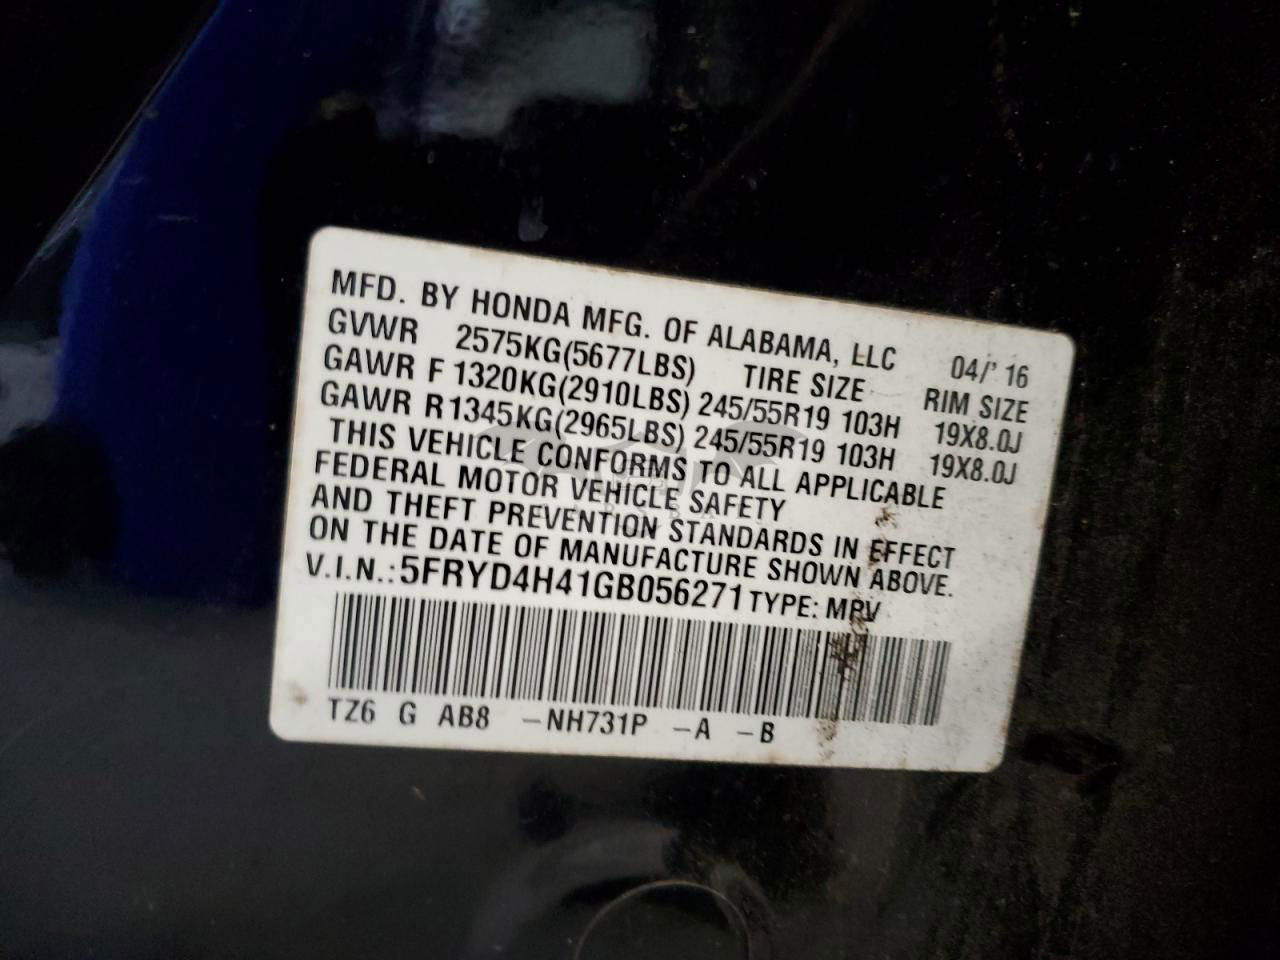 MFD. BY HONDA MFG. OF ALABAMA, LLC 04/' 16
GVWR 2575KG(5677LBS) TIRE SIZE RIM SIZE
GAWR F 1320KG(2910LBS) 245/55R19 103H 19X8.0J
GAWR R1345KG(2965LBS) 245/55R19 103H 19X8.0J
THIS VEHICLE CONFORMS TO ALL APPLICABLE
FEDERAL MOTOR VEHICLE SAFETY
AND THEFT PREVENTION STANDARDS IN EFFECT
ON THE DATE OF MANUFACTURE SHOWN ABOVE.
V.I.N.:5FRYD4H41GB056271 TYPE: MPV
TZ6 G AB8 -NH731P -A -B